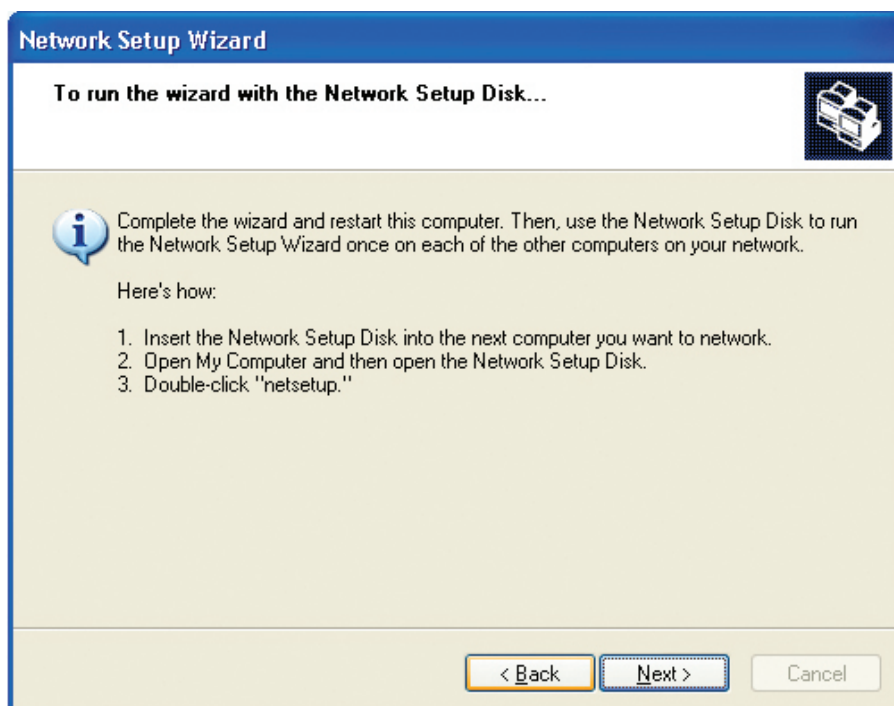 Network Setup Wizard
To run the wizard with the Network Setup Disk...
Complete the wizard and restart this computer. Then, use the Network Setup Disk to run
the Network Setup Wizard once on each of the other computers on your network.
Here's how:
1. Insert the Network Setup Disk into the next computer you want to network.
2. Open My Computer and then open the Network Setup Disk.
3. Double-click "netsetup."
< Back
Next >
Cancel